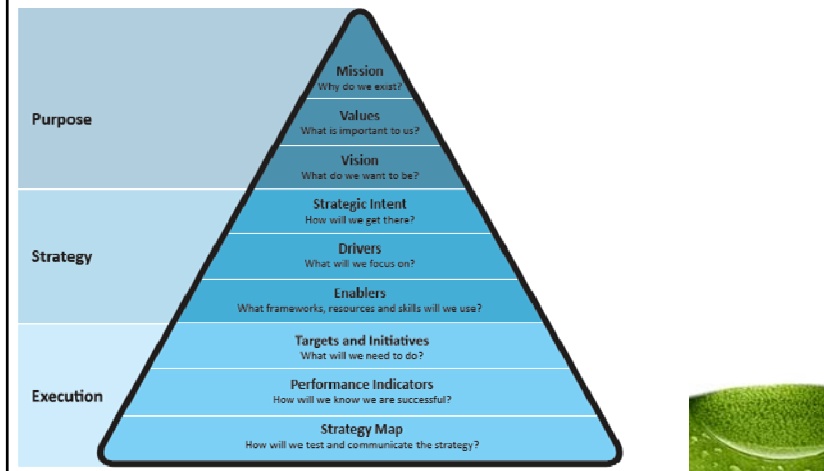 Mission
Why do we exist?
Purpose
Values
What is important to us?
Vision
What do we want to be?
Strategic Intent
How will we get there?
Strategy
Drivers
What will we focus on?
Enablers
What frameworks, resources and skills will we use?
Targets and Initiatives
What will we need to do?
Execution
Performance Indicators
How will we know we are successful?
Strategy Map
How will we test and communicate the strategy?